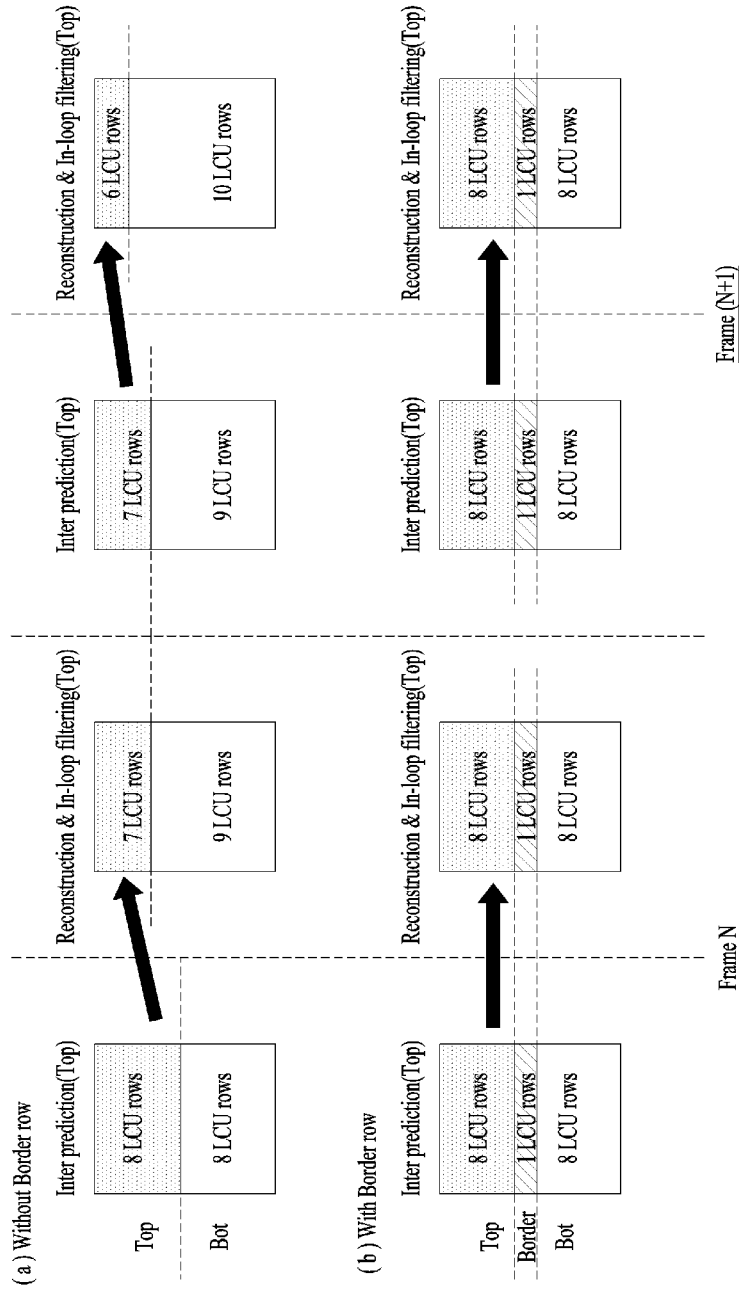 ( a ) Without Border row
Inter prediction(Top)
Reconstruction & In-loop filtering(Top)
Inter prediction(Top)
Reconstruction & In-loop filtering(Top)
Top
8 LCU rows
7 LCU rows
7 LCU rows
6 LCU rows
Bot
8 LCU rows
9 LCU rows
9 LCU rows
10 LCU rows
( b ) With Border row
Inter prediction(Top)
Reconstruction & In-loop filtering(Top)
Inter prediction(Top)
Reconstruction & In-loop filtering(Top)
Top
8 LCU rows
8 LCU rows
8 LCU rows
8 LCU rows
Border
1 LCU rows
1 LCU rows
1 LCU rows
1 LCU rows
Bot
8 LCU rows
8 LCU rows
8 LCU rows
8 LCU rows
Frame N
Frame (N+1)